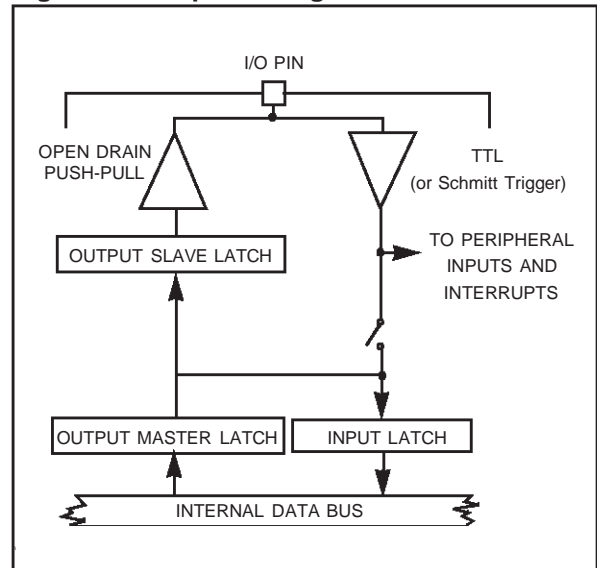 I/O PIN
OPEN DRAIN
PUSH-PULL
TTL
(or Schmitt Trigger)
OUTPUT SLAVE LATCH
TO PERIPHERAL
INPUTS AND
INTERRUPTS
OUTPUT MASTER LATCH
INPUT LATCH
INTERNAL DATA BUS